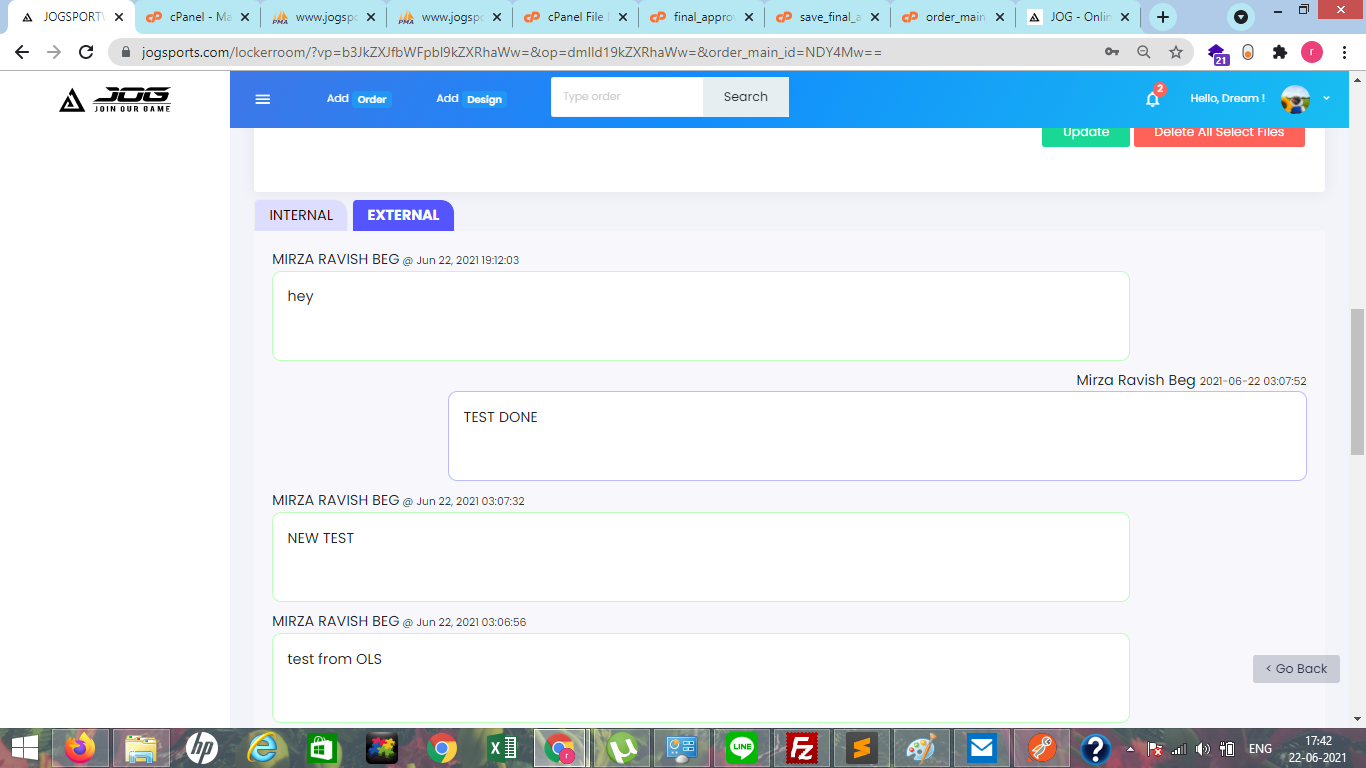 JOGSPORTV
cPanel - Ma
www.jogspo
www.jogspo
cPanel File M
final_approv
save_final_a
order_main
JOG - Onlin
jogsports.com/lockerroom/?vp=b3JkZXJfbWFpbl9kZXRhaWw=&op=dmlld19kZXRhaWw=&order_main_id=NDY4Mw==
21
r
JOG
JOIN OUR GAME
Add Order
Add Design
Type order
Search
2
Hello, Dream !
Update
Delete All Select Files
INTERNAL
EXTERNAL
MIRZA RAVISH BEG @ Jun 22, 2021 19:12:03
hey
Mirza Ravish Beg 2021-06-22 03:07:52
TEST DONE
MIRZA RAVISH BEG @ Jun 22, 2021 03:07:32
NEW TEST
MIRZA RAVISH BEG @ Jun 22, 2021 03:06:56
test from OLS
< Go Back
ENG
17:42
22-06-2021